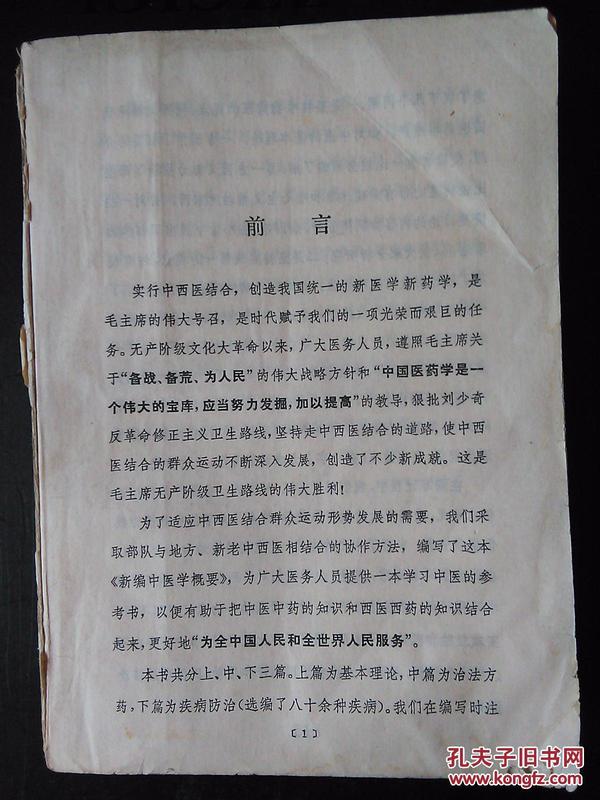 前言
实行中西医结合，创造我国统一的新医学新药学，是
毛主席的伟大号召，是时代赋予我们的一项光荣而艰巨的任
务。无产阶级文化大革命以来，广大医务人员，遵照毛主席关
于“备战、备荒、为人民”的伟大战略方针和“中国医药学是一
个伟大的宝库，应当努力发掘，加以提高”的教导，狠批刘少奇
反革命修正主义卫生路线，坚持走中西医结合的道路，使中西
医结合的群众运动不断深入发展，创造了不少新成就。这是
毛主席无产阶级卫生路线的伟大胜利！
为了适应中西医结合群众运动形势发展的需要，我们采
取部队与地方、新老中西医相结合的协作方法，编写了这本
《新编中医学概要》，为广大医务人员提供一本学习中医的参
考书，以便有助于把中医中药的知识和西医西药的知识结合
起来，更好地“为全中国人民和全世界人民服务”。
本书共分上、中、下三篇。上篇为基本理论，中篇为治法方
药，下篇为疾病防治（选编了八十余种疾病）。我们在编写时注
〔1〕
孔夫子旧书网
www.kongfz.com